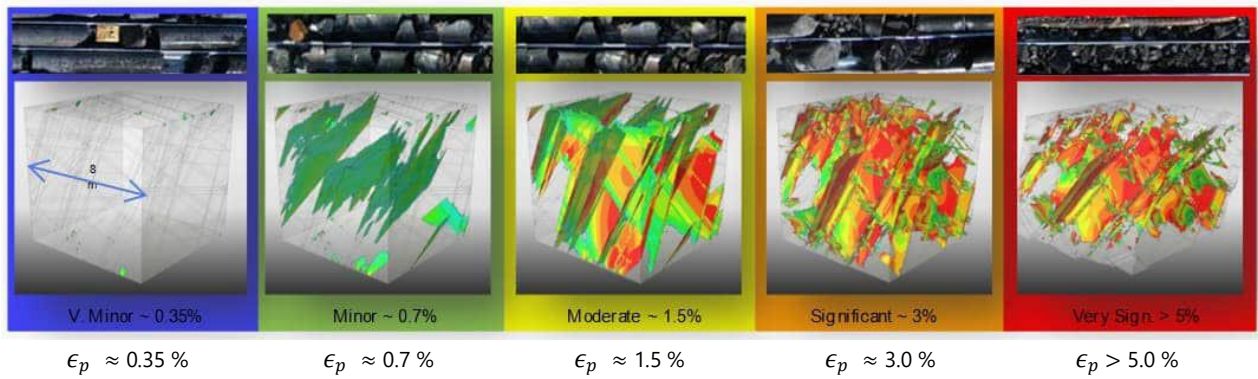 8
m
V. Minor ~ 0.35%
Minor ~ 0.7%
Moderate ~ 1.5%
Significant ~ 3%
Very Sign. > 5%
ϵₚ ≈ 0.35 %
ϵₚ ≈ 0.7 %
ϵₚ ≈ 1.5 %
ϵₚ ≈ 3.0 %
ϵₚ > 5.0 %